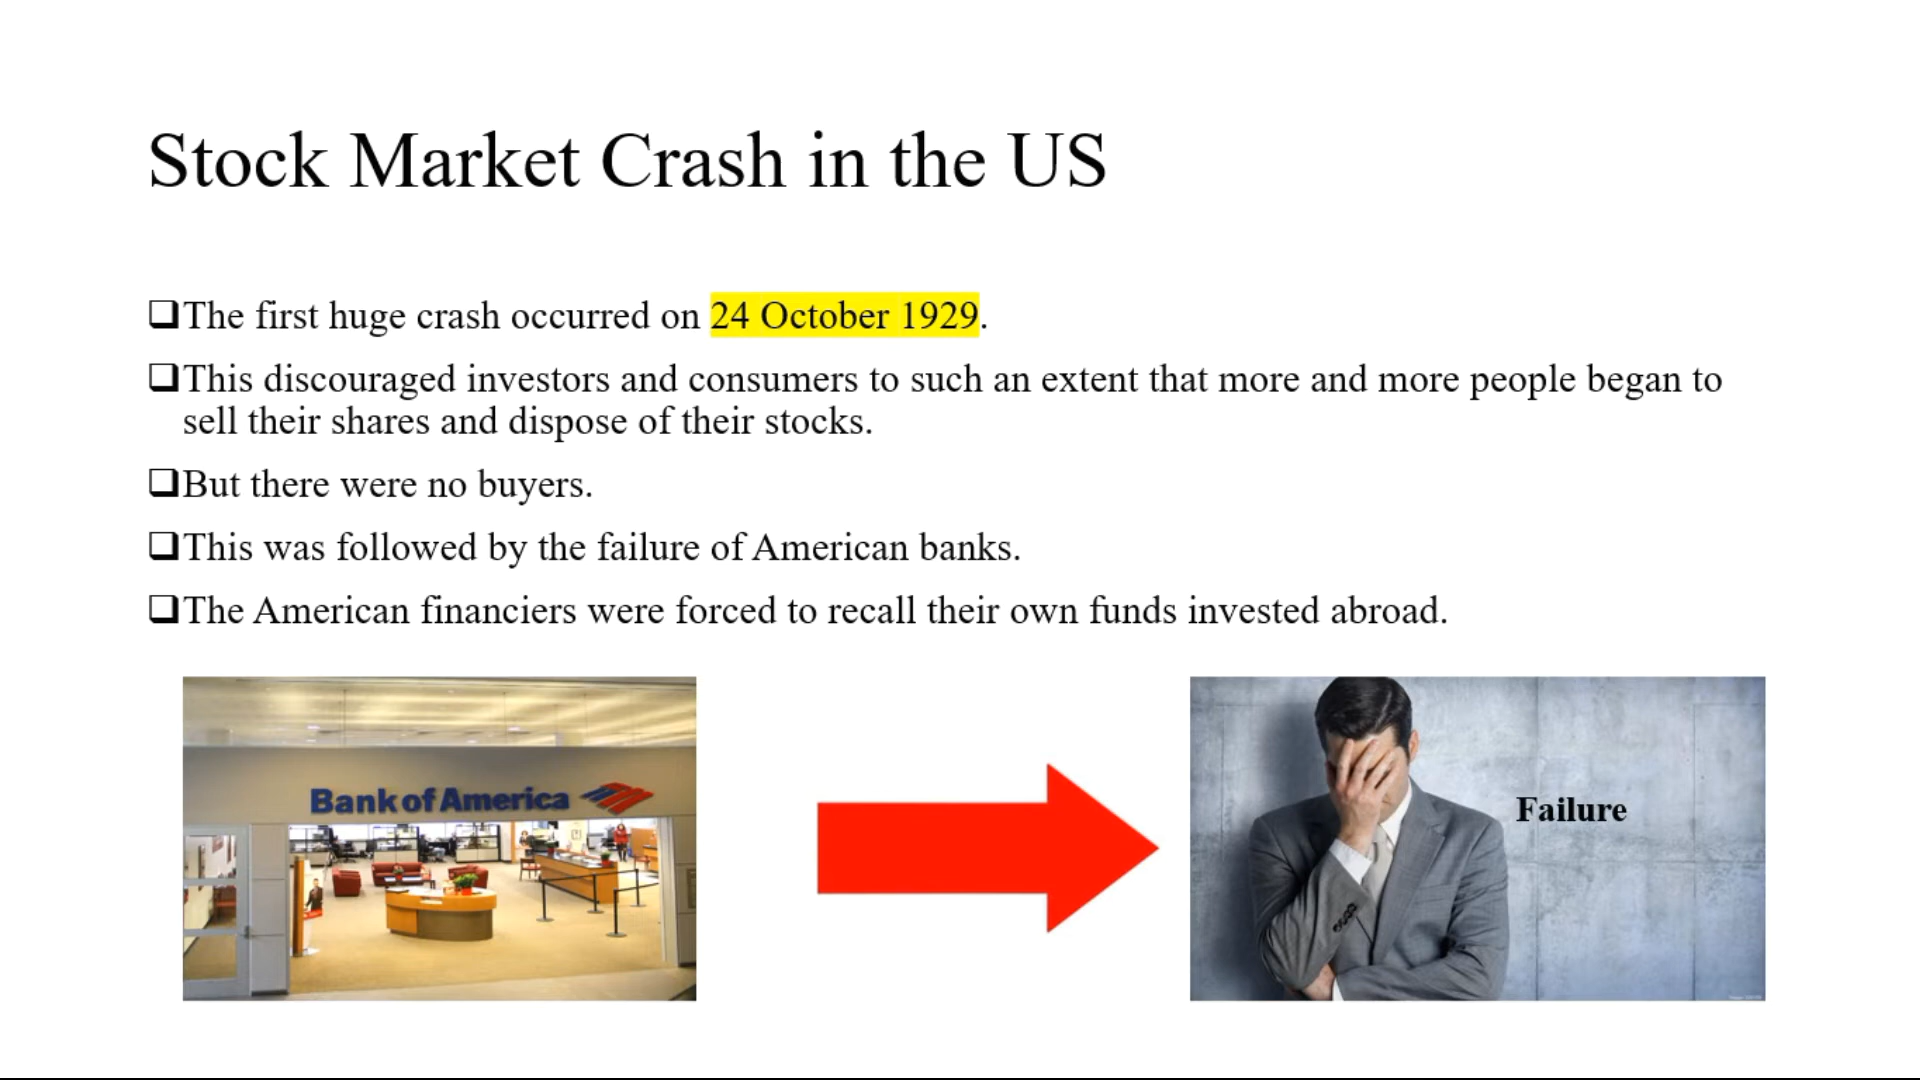 Stock Market Crash in the US
❑The first huge crash occurred on 24 October 1929.
❑This discouraged investors and consumers to such an extent that more and more people began to
sell their shares and dispose of their stocks.
❑But there were no buyers.
❑This was followed by the failure of American banks.
❑The American financiers were forced to recall their own funds invested abroad.
Bank of America
Failure